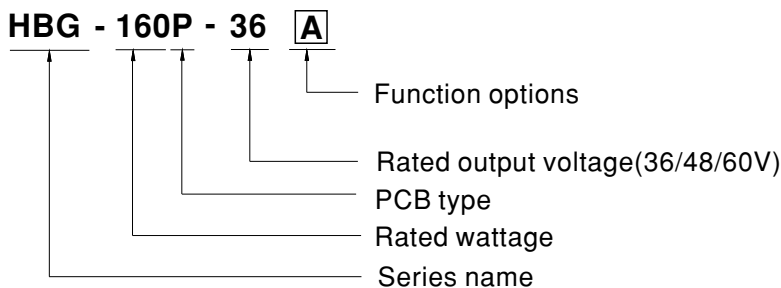 HBG - 160P - 36 A
Function options
Rated output voltage(36/48/60V)
PCB type
Rated wattage
Series name